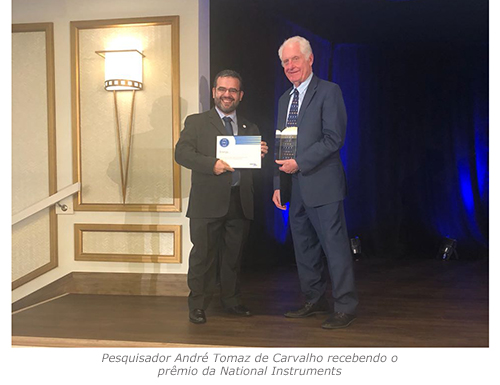 Pesquisador André Tomaz de Carvalho recebendo o
prêmio da National Instruments